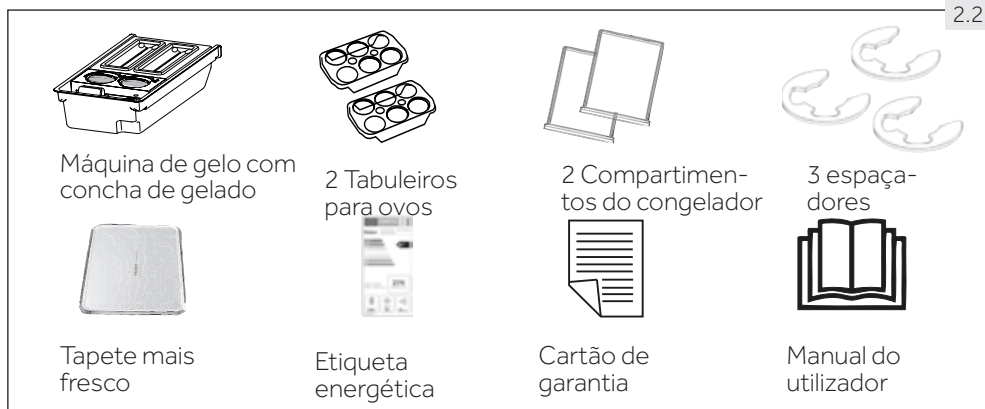 2.2
Máquina de gelo com
concha de gelado
2 Tabuleiros
para ovos
2 Compartimen-
tos do congelador
3 espaça-
dores
Tapete mais
fresco
Etiqueta
energética
Cartão de
garantia
Manual do
utilizador